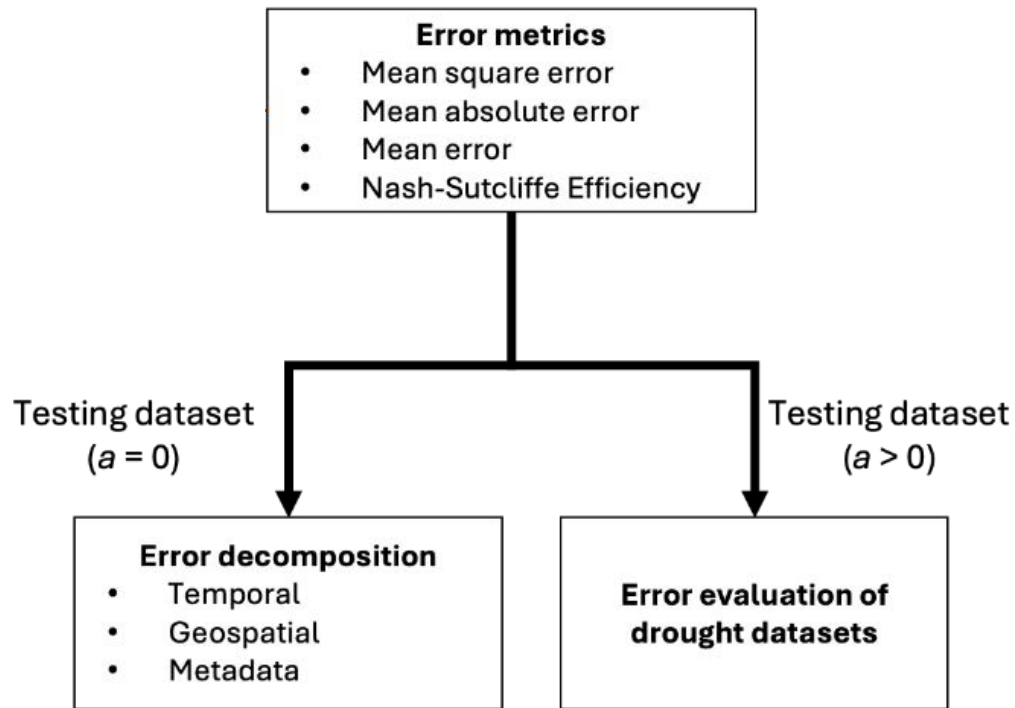 Error metrics
• Mean square error
• Mean absolute error
• Mean error
• Nash-Sutcliffe Efficiency
Testing dataset
(a = 0)
Testing dataset
(a > 0)
Error decomposition
• Temporal
• Geospatial
• Metadata
Error evaluation of
drought datasets